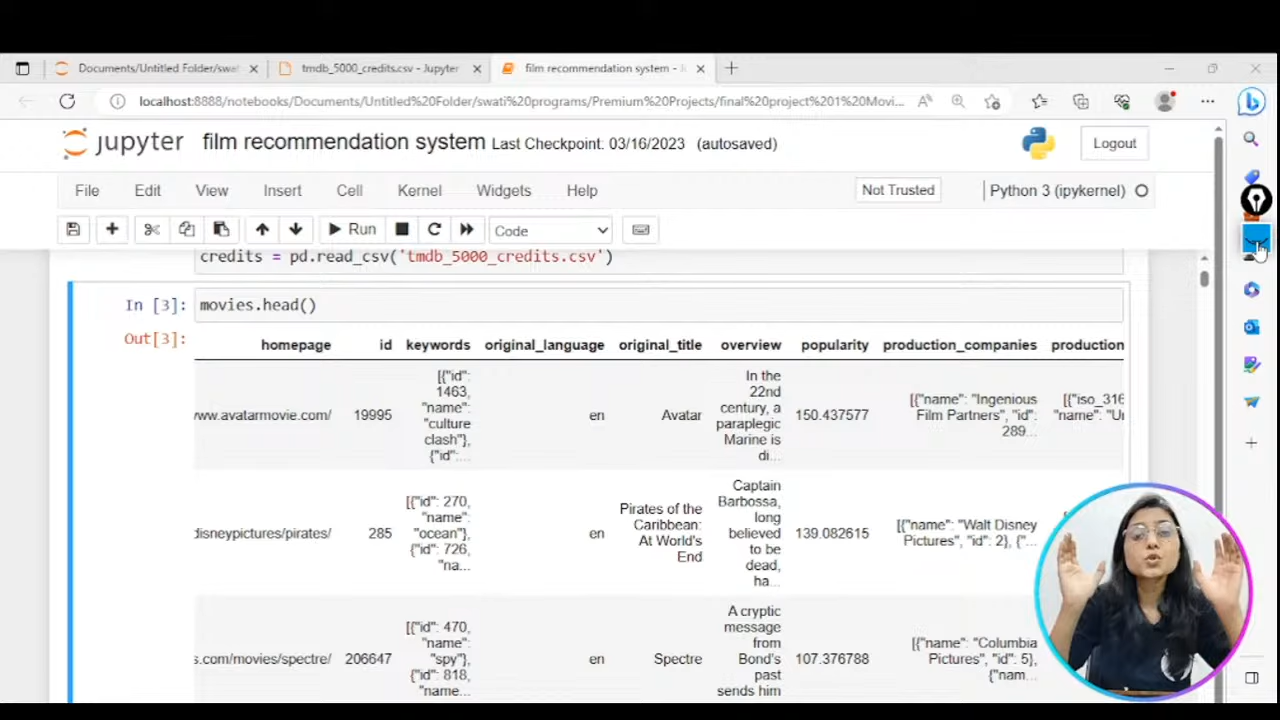 Documents/Untitled Folder/swat
tmdb_5000_credits.csv - Jupyter
film recommendation system - J
localhost:8888/notebooks/Documents/Untitled%20Folder/swati%20programs/Premium%20Projects/final%20project%201%20Movi...
jupyter film recommendation system Last Checkpoint: 03/16/2023 (autosaved)
Logout
File Edit View Insert Cell Kernel Widgets Help
Not Trusted
Python 3 (ipykernel)
Run
Code
credits = pd.read_csv('tmdb_5000_credits.csv')
In [3]: movies.head()
Out[3]:
homepage id keywords original_language original_title overview popularity production_companies production
www.avatarmovie.com/ 19995
[{"id":
1463,
"name":
"culture
clash"},
{"id":...
en
Avatar
In the
22nd
century, a
paraplegic
Marine is
di...
150.437577
[{"name": "Ingenious
Film Partners", "id":
289...
[{"iso_316
"name": "Un
disneypictures/pirates/ 285
[{"id": 270,
"name":
"ocean"},
{"id": 726,
"na...
en
Pirates of the
Caribbean:
At World's
End
Captain
Barbossa,
long
believed
to be
dead,
ha...
139.082615
[{"name": "Walt Disney
Pictures", "id": 2}, {"...
s.com/movies/spectre/ 206647
[{"id": 470,
"name":
"spy"},
{"id": 818,
"name...
en
Spectre
A cryptic
message
from
Bond's
past
sends him
107.376788
[{"name": "Columbia
Pictures", "id": 5},
{"nam...